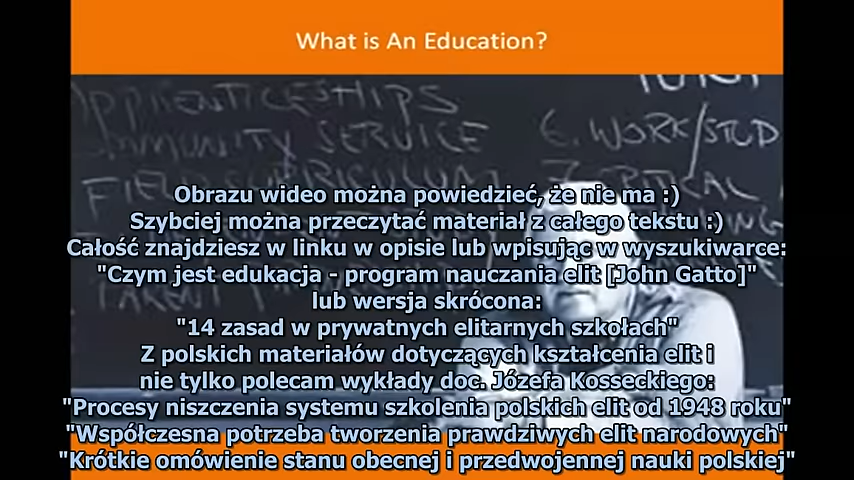 What is An Education?
APPRENTICESHIPS
COMMUNITY SERVICE
6. WORK/STUD
Obrazu wideo można powiedzieć, że nie ma :)
Szybciej można przeczytać materiał z całego tekstu :)
Całość znajdziesz w linku w opisie lub wpisując w wyszukiwarce:
"Czym jest edukacja - program nauczania elit [John Gatto]"
lub wersja skrócona:
"14 zasad w prywatnych elitarnych szkołach"
Z polskich materiałów dotyczących kształcenia elit i
nie tylko polecam wykłady doc. Józefa Kosseckiego:
"Procesy niszczenia systemu szkolenia polskich elit od 1948 roku"
"Współczesna potrzeba tworzenia prawdziwych elit narodowych"
"Krótkie omówienie stanu obecnej i przedwojennej nauki polskiej"